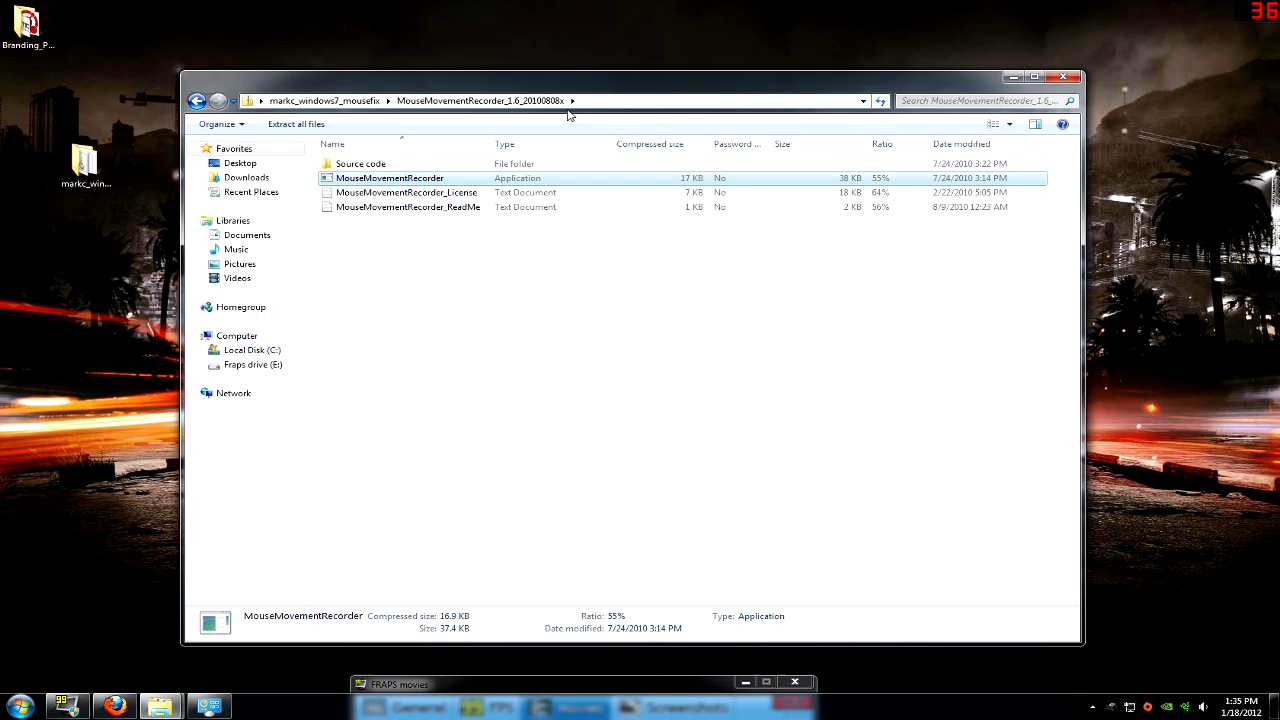 36
Branding_P...
markc_win...
markc_windows7_mousefix MouseMovementRecorder_1.6_20100808x
Search MouseMovementRecorder_1.6_...
Organize Extract all files
Name Type Compressed size Password ... Size Ratio Date modified
Source code File folder 7/24/2010 3:22 PM
MouseMovementRecorder Application 17 KB No 38 KB 55% 7/24/2010 3:14 PM
MouseMovementRecorder_License Text Document 7 KB No 18 KB 64% 2/22/2010 5:05 PM
MouseMovementRecorder_ReadMe Text Document 1 KB No 2 KB 56% 8/9/2010 12:23 AM
Favorites
Desktop
Downloads
Recent Places
Libraries
Documents
Music
Pictures
Videos
Homegroup
Computer
Local Disk (C:)
Fraps drive (E:)
Network
MouseMovementRecorder Compressed size: 16.9 KB Ratio: 55% Type: Application
Size: 37.4 KB Date modified: 7/24/2010 3:14 PM
FRAPS movies
General FPS Movies Screenshots
99
1:35 PM
1/18/2012